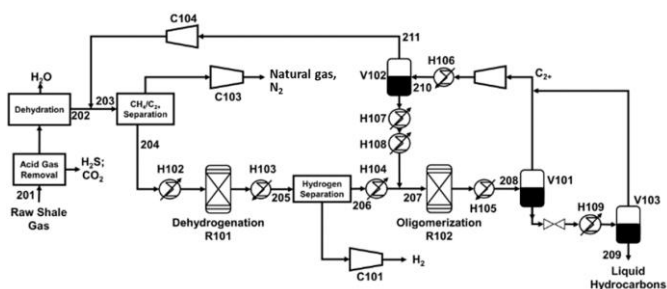 C104
211
V102
H106
C₂₊
H₂O
Natural gas,
N₂
C103
210
Dehydration
203
202
CH₄/C₂₊
Separation
H107
204
H108
Acid Gas
Removal
H₂S;
CO₂
H102
H103
Hydrogen
Separation
H104
208
V101
201
205
206
207
H105
H109
V103
Raw Shale
Gas
Dehydrogenation
R101
Oligomerization
R102
C101
H₂
209
Liquid
Hydrocarbons